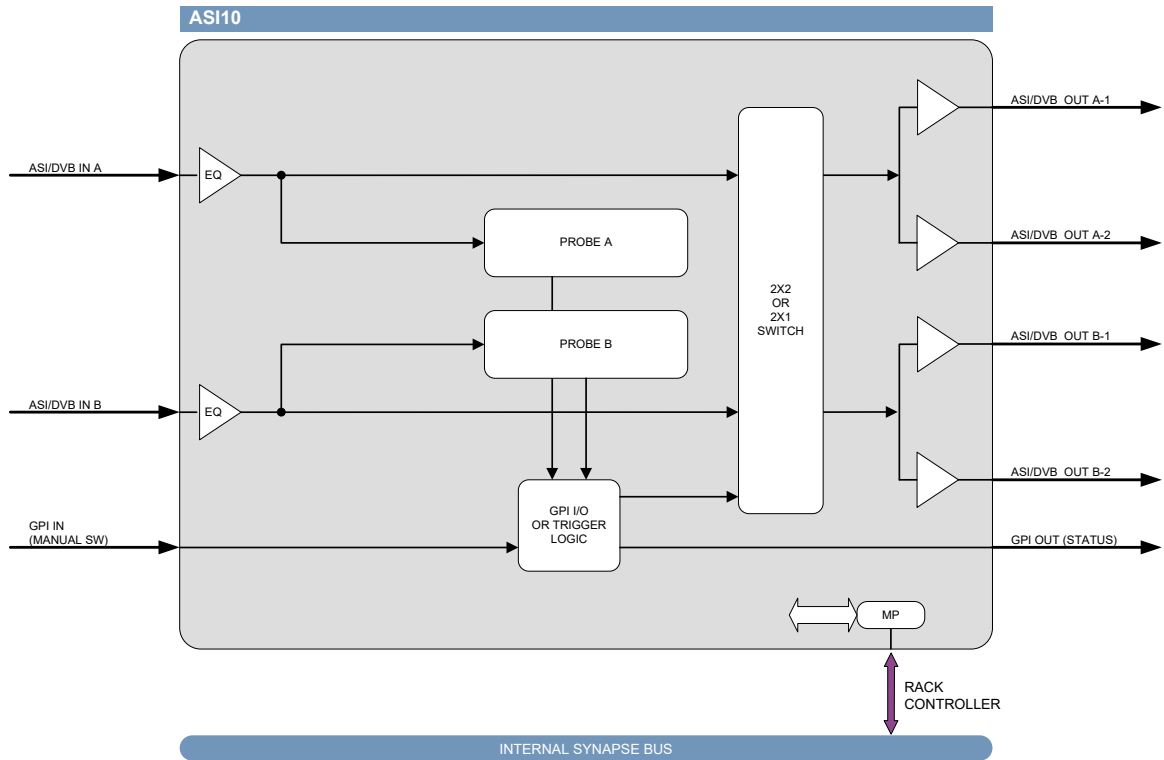 ASI10
ASI/DVB OUT A-1
ASI/DVB IN A
EQ
PROBE A
ASI/DVB OUT A-2
2X2
OR
2X1
SWITCH
PROBE B
ASI/DVB OUT B-1
ASI/DVB IN B
EQ
ASI/DVB OUT B-2
GPI IN
(MANUAL SW)
GPI I/O
OR TRIGGER
LOGIC
GPI OUT (STATUS)
MP
RACK
CONTROLLER
INTERNAL SYNAPSE BUS